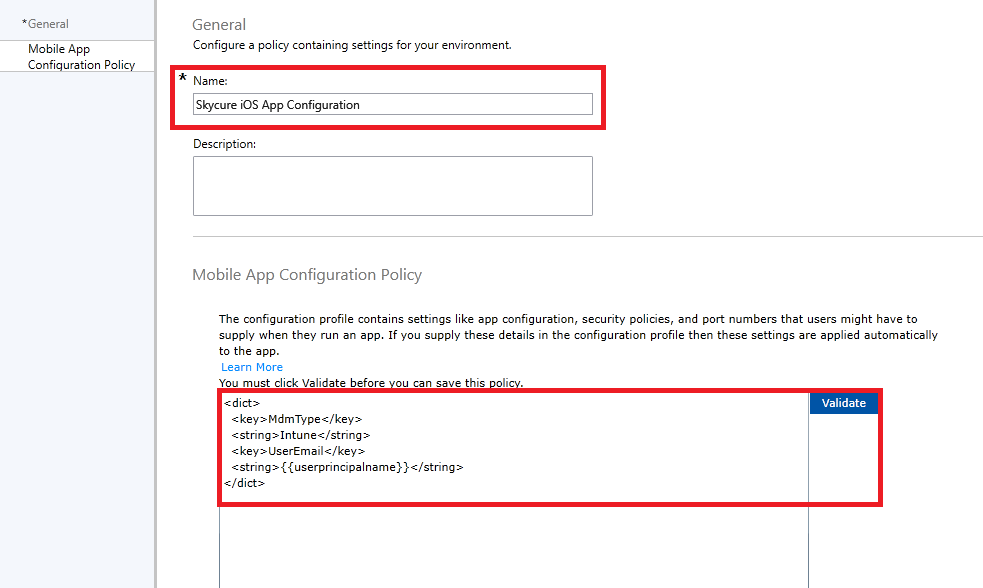 *General
Mobile App
Configuration Policy
General
Configure a policy containing settings for your environment.
* Name:
Skycure iOS App Configuration
Description:
Mobile App Configuration Policy
The configuration profile contains settings like app configuration, security policies, and port numbers that users might have to
supply when they run an app. If you supply these details in the configuration profile then these settings are applied automatically
to the app.
Learn More
You must click Validate before you can save this policy.
<dict>
<key>MdmType</key>
<string>Intune</string>
<key>UserEmail</key>
<string>{{userprincipalname}}</string>
</dict>
Validate